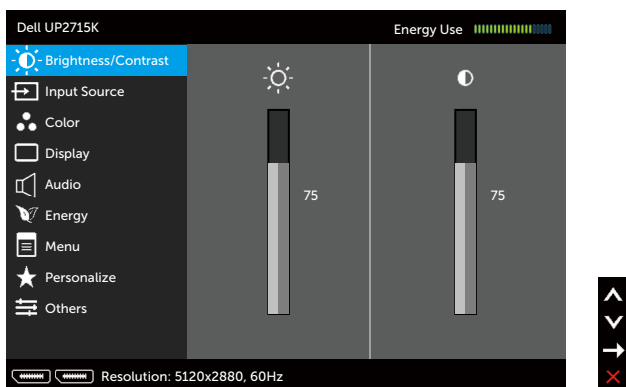 Dell UP2715K
Energy Use
Brightness/Contrast
Input Source
Color
Display
Audio
Energy
Menu
Personalize
Others
75
75
Resolution: 5120x2880, 60Hz